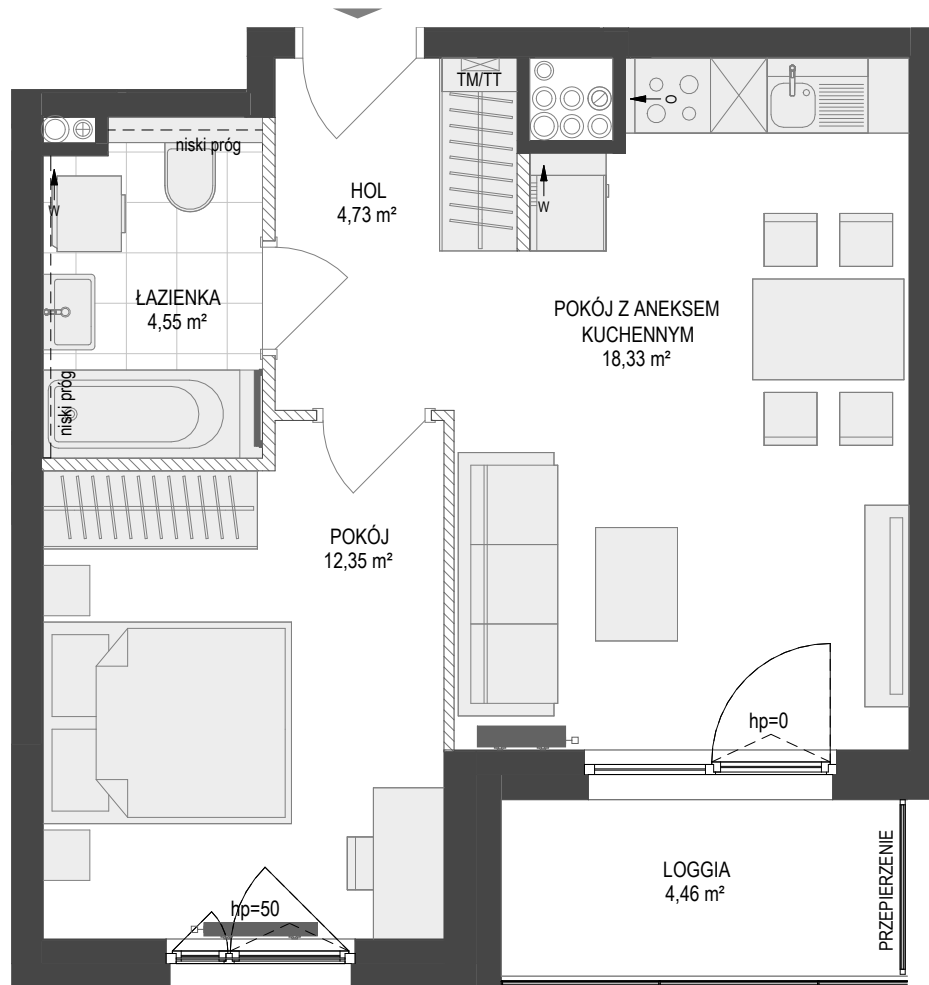 TM/TT
O
niski próg
W
HOL
4,73 m²
W
ŁAZIENKA
4,55 m²
POKÓJ Z ANEKSEM
KUCHENNYM
18,33 m²
niski próg
POKÓJ
12,35 m²
hp=0
LOGGIA
4,46 m²
PRZEPIERZENIE
hp=50